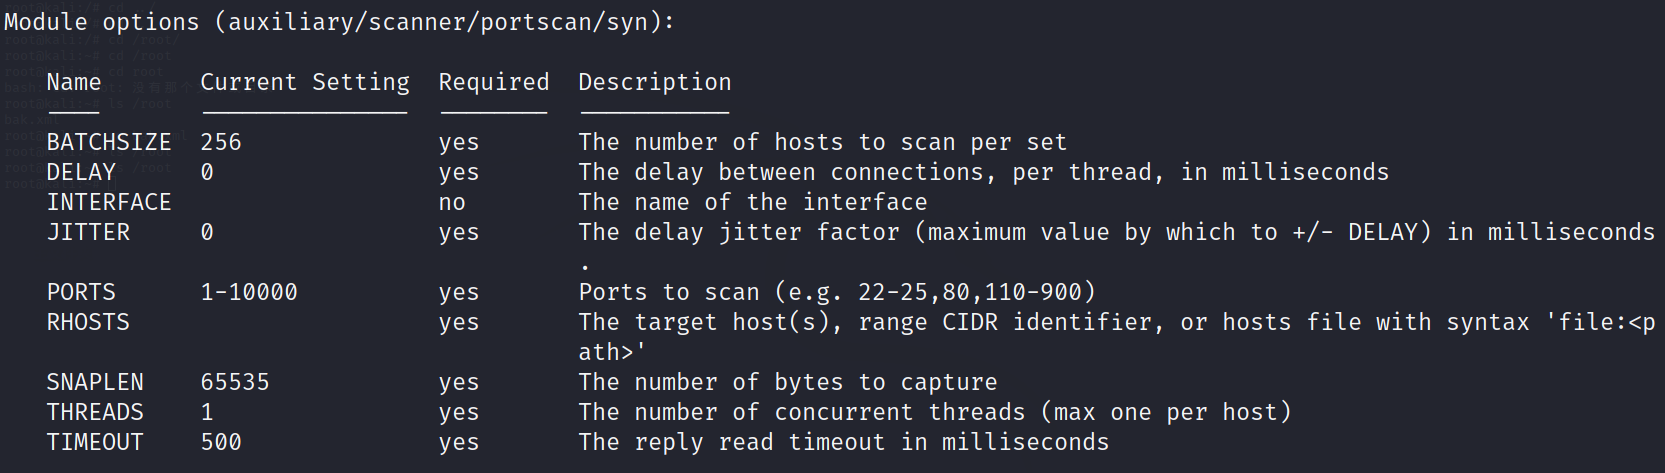 Module options (auxiliary/scanner/portscan/syn):
Name Current Setting Required Description
BATCHSIZE 256 yes The number of hosts to scan per set
DELAY 0 yes The delay between connections, per thread, in milliseconds
INTERFACE no The name of the interface
JITTER 0 yes The delay jitter factor (maximum value by which to +/- DELAY) in milliseconds
.
PORTS 1-10000 yes Ports to scan (e.g. 22-25,80,110-900)
RHOSTS yes The target host(s), range CIDR identifier, or hosts file with syntax 'file:<p
ath>'
SNAPLEN 65535 yes The number of bytes to capture
THREADS 1 yes The number of concurrent threads (max one per host)
TIMEOUT 500 yes The reply read timeout in milliseconds